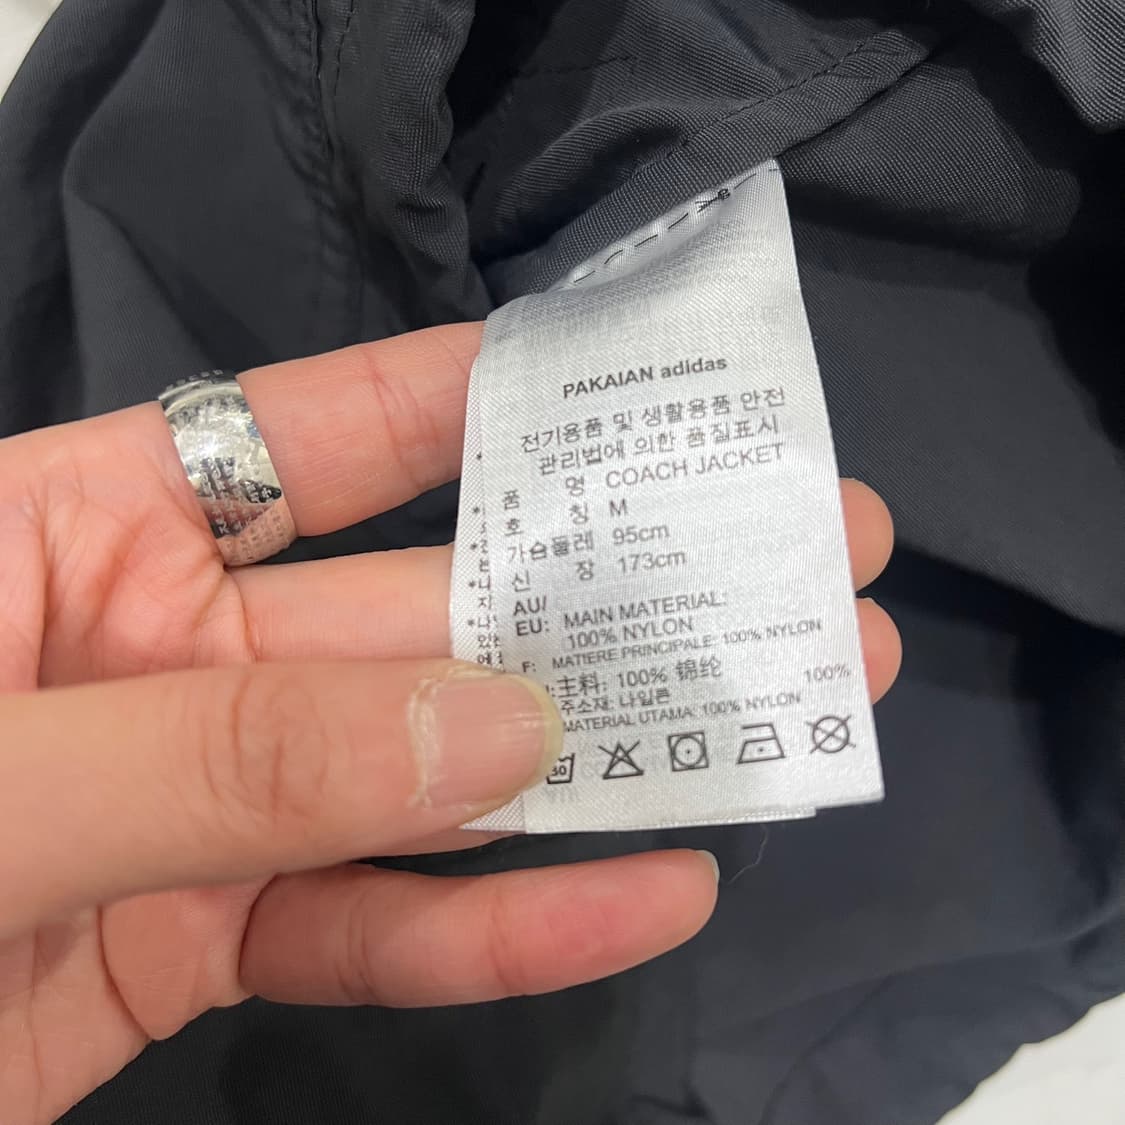 PAKAIAN adidas
전기용품 및 생활용품 안전
관리법에 의한 품질표시
품 명 COACH JACKET
호 칭 M
가슴둘레 95cm
신 장 173cm
AU/
EU: MAIN MATERIAL:
100% NYLON
F: MATIERE PRINCIPALE: 100% NYLON
主料: 100% 锦纶
주소재: 나일론 100%
MATERIAL UTAMA: 100% NYLON
30